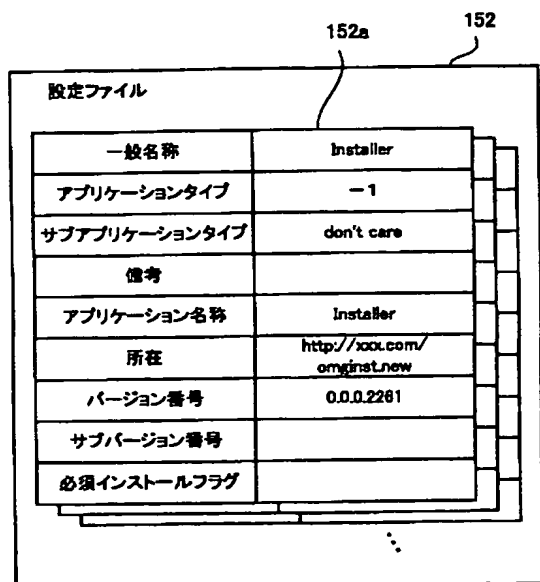 152a
152
設定ファイル
一般名称 Installer
アプリケーションタイプ －1
サブアプリケーションタイプ don't care
備考
アプリケーション名称 Installer
所在 http://xxx.com/
omginst.new
バージョン番号 0.0.0.2261
サブバージョン番号
必須インストールフラグ